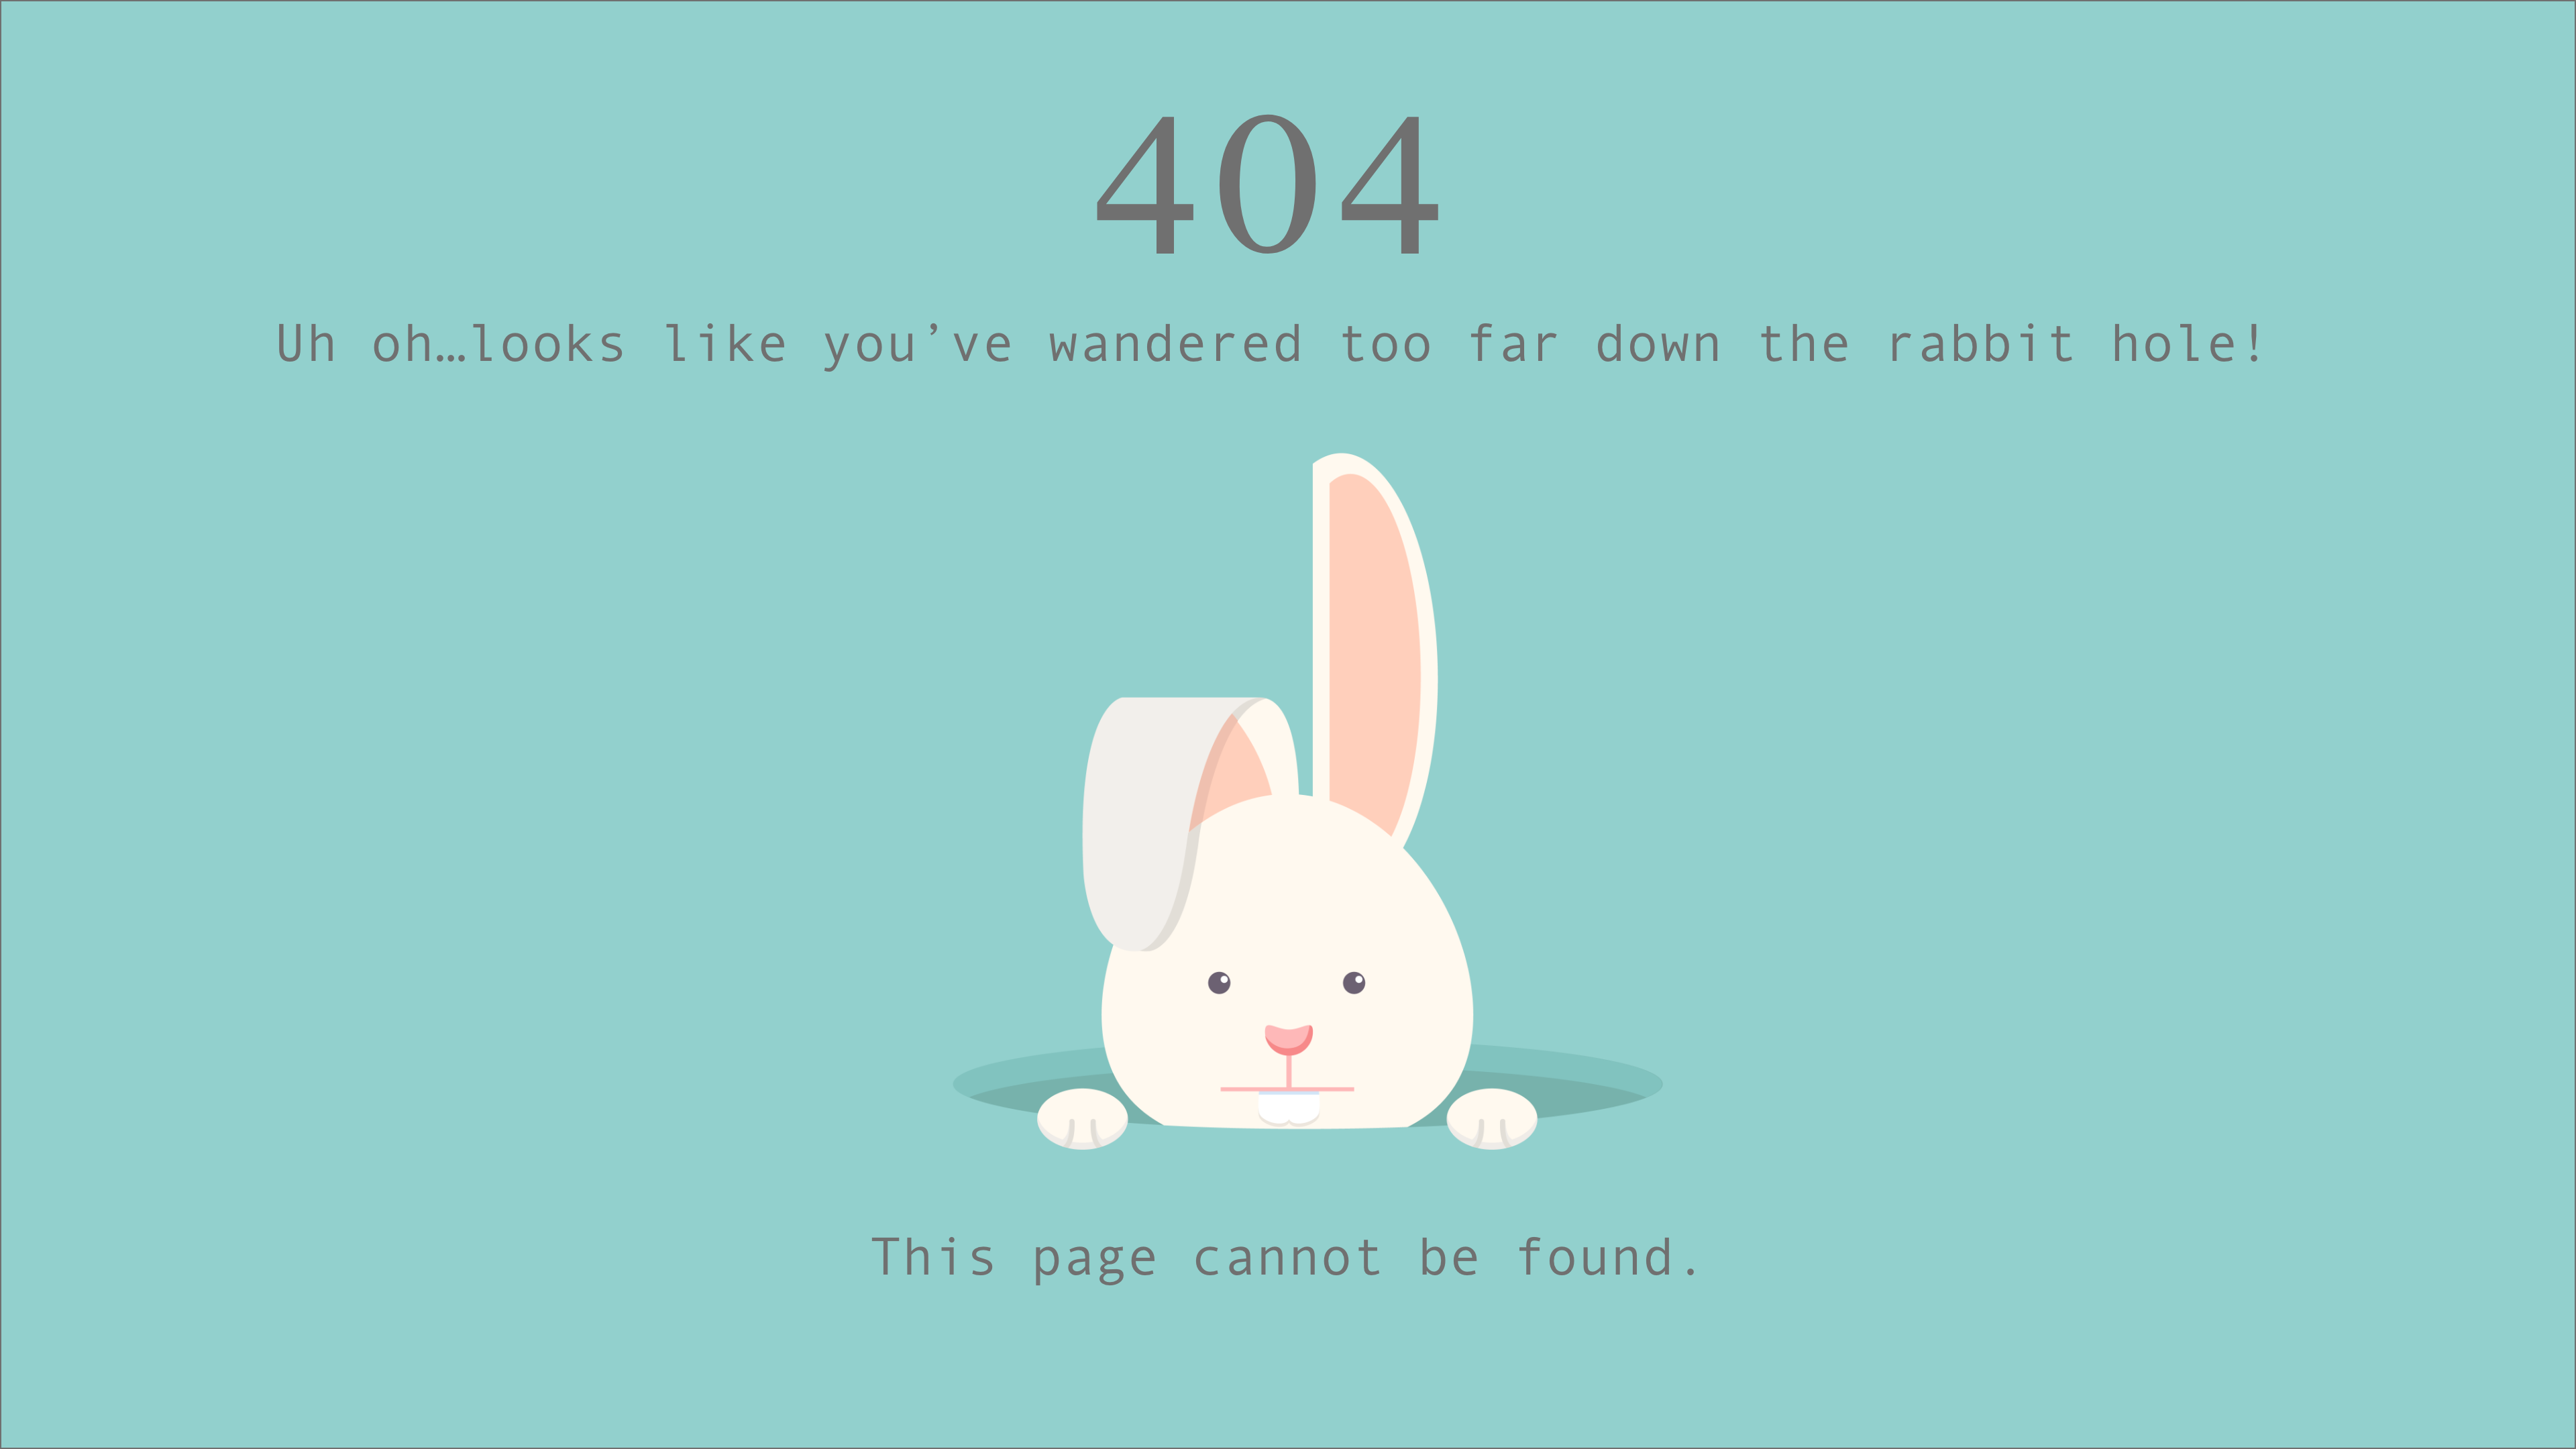 404
Uh oh…looks like you’ve wandered too far down the rabbit hole!
This page cannot be found.